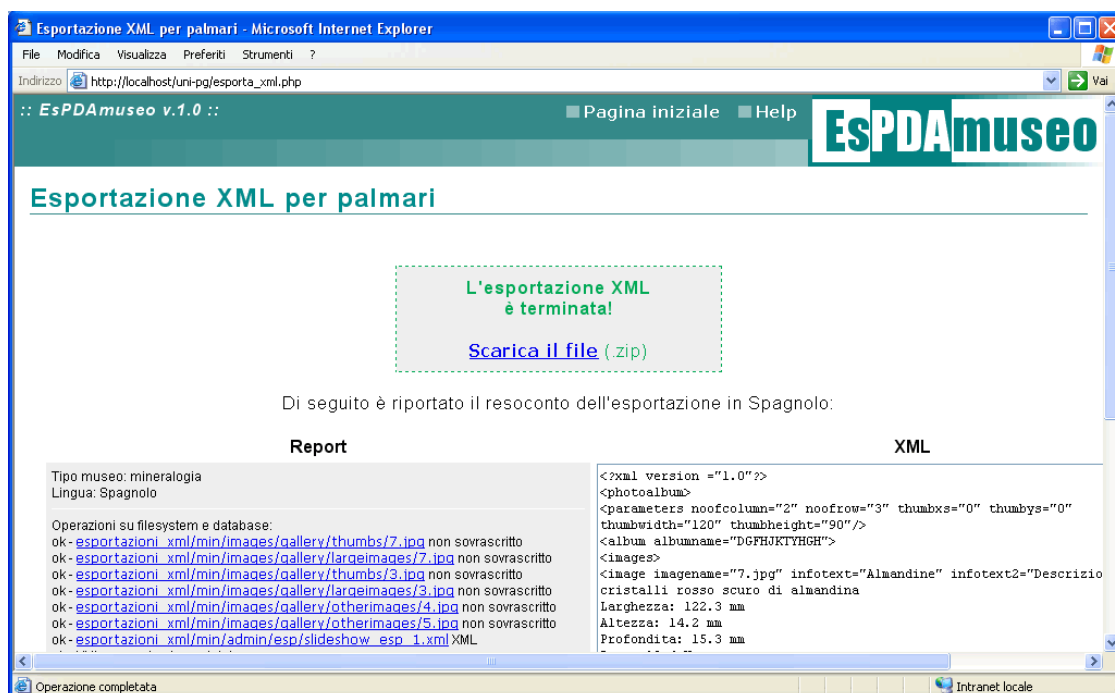 Esportazione XML per palmari - Microsoft Internet Explorer
File Modifica Visualizza Preferiti Strumenti ?
Indirizzo http://localhost/uni-pg/esporta_xml.php Vai
:: EsPDAmuseo v.1.0 :: Pagina iniziale Help
EsPDAmuseo
Esportazione XML per palmari
L'esportazione XML
è terminata!
Scarica il file (.zip)
Di seguito è riportato il resoconto dell'esportazione in Spagnolo:
Report
Tipo museo: mineralogia
Lingua: Spagnolo
Operazioni su filesystem e database:
ok - esportazioni_xml/min/images/gallery/thumbs/7.jpg non sovrascritto
ok - esportazioni_xml/min/images/gallery/largeimages/7.jpg non sovrascritto
ok - esportazioni_xml/min/images/gallery/thumbs/3.jpg non sovrascritto
ok - esportazioni_xml/min/images/gallery/largeimages/3.jpg non sovrascritto
ok - esportazioni_xml/min/images/gallery/otherimages/4.jpg non sovrascritto
ok - esportazioni_xml/min/images/gallery/otherimages/5.jpg non sovrascritto
ok - esportazioni_xml/min/admin/esp/slideshow_esp_1.xml XML
XML
<?xml version ="1.0"?>
<photoalbum>
<parameters noofcolumn="2" noofrow="3" thumbxs="0" thumbys="0"
thumbwidth="120" thumbheight="90"/>
<album albumname="DGFHJKTYHGH">
<images>
<image imagename="7.jpg" infotext="Almandine" infotext2="Descrizio
cristalli rosso scuro di almandina
Larghezza: 122.3 mm
Altezza: 14.2 mm
Profondita: 15.3 mm
Operazione completata Intranet locale